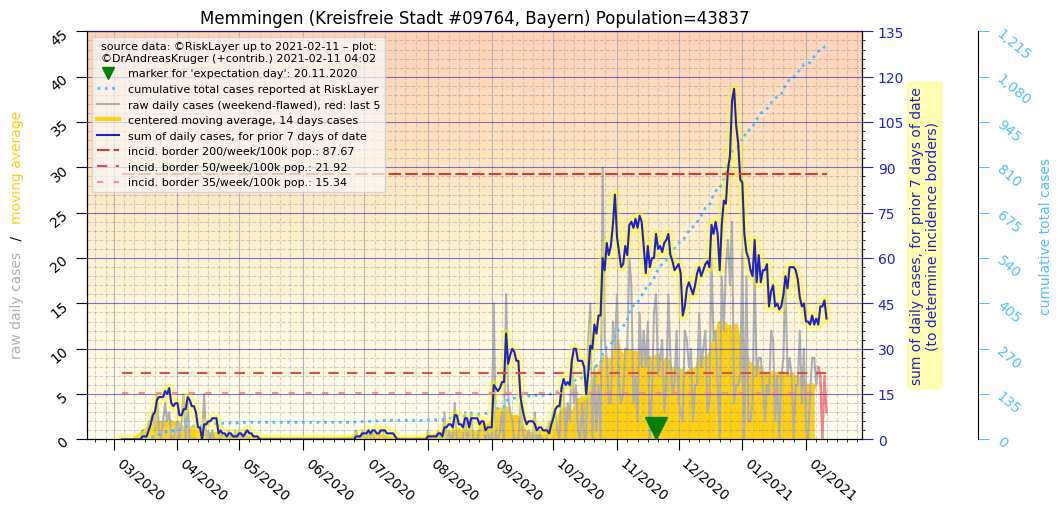 Memmingen (Kreisfreie Stadt #09764, Bayern) Population=43837
source data: ©RiskLayer up to 2021-02-11 – plot:
©DrAndreasKruger (+contrib.) 2021-02-11 04:02
marker for 'expectation day': 20.11.2020
cumulative total cases reported at RiskLayer
raw daily cases (weekend-flawed), red: last 5
centered moving average, 14 days cases
sum of daily cases, for prior 7 days of date
incid. border 200/week/100k pop.: 87.67
incid. border 50/week/100k pop.: 21.92
incid. border 35/week/100k pop.: 15.34
raw daily cases / moving average
45
40
35
30
25
20
15
10
5
0
03/2020
04/2020
05/2020
06/2020
07/2020
08/2020
09/2020
10/2020
11/2020
12/2020
01/2021
02/2021
135
120
105
90
75
60
45
30
15
0
sum of daily cases, for prior 7 days of date
(to determine incidence borders)
1,215
1,080
945
810
675
540
405
270
135
0
cumulative total cases